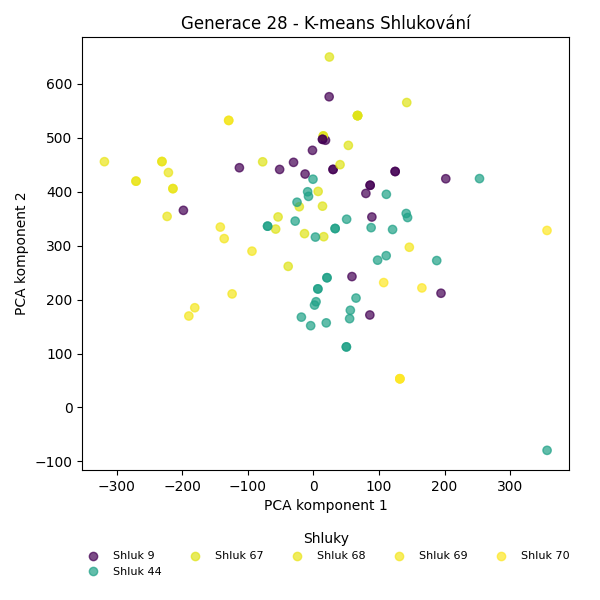 Generace 28 - K-means Shlukování
PCA komponent 2
600
500
400
300
200
100
0
−100
−300
−200
−100
0
100
200
300
PCA komponent 1
Shluky
Shluk 9
Shluk 67
Shluk 68
Shluk 69
Shluk 70
Shluk 44